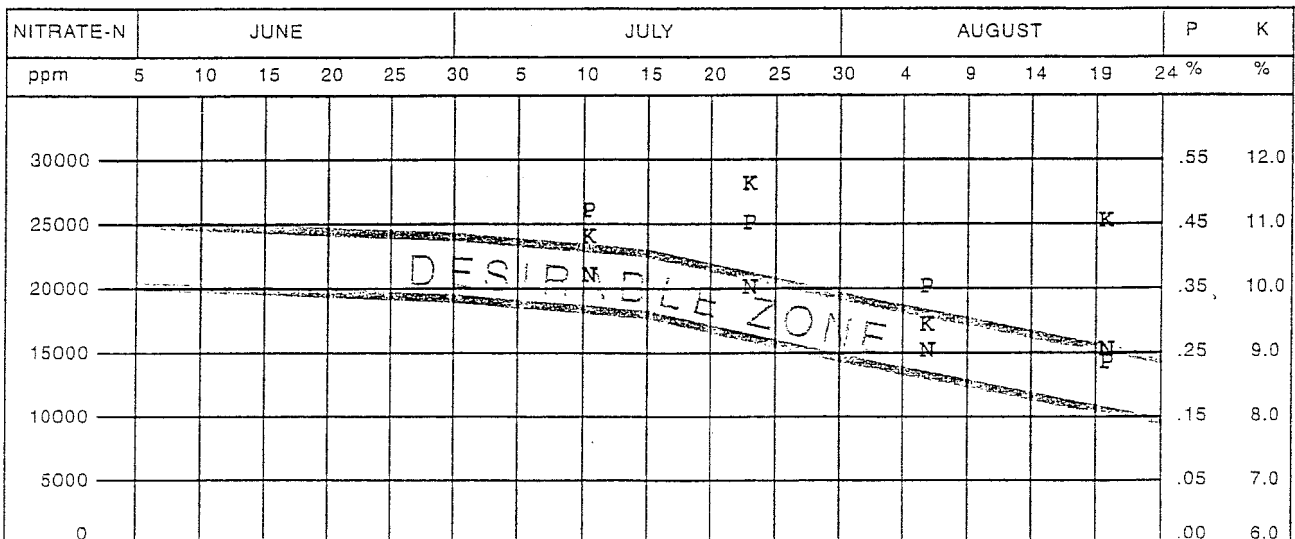 NITRATE-N JUNE JULY AUGUST P K
ppm 5 10 15 20 25 30 5 10 15 20 25 30 4 9 14 19 24 % %
30000 .55 12.0
K
P
25000 P K .45 11.0
K
DESIRABLE ZONE
N
20000 N P .35 10.0
K
15000 N N .25 9.0
P
10000 .15 8.0
5000 .05 7.0
0 .00 6.0